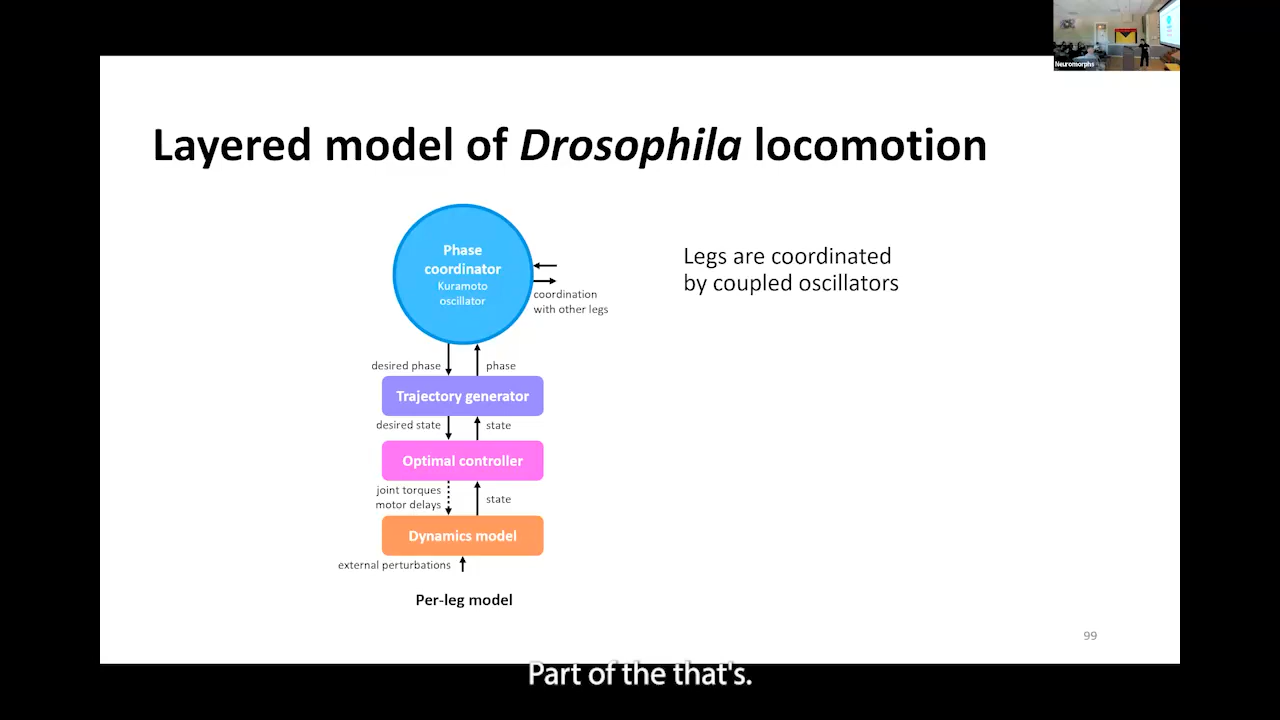 Neuromorphs
Layered model of Drosophila locomotion
Phase
coordinator
Kuramoto
oscillator
coordination
with other legs
Legs are coordinated
by coupled oscillators
desired phase
phase
Trajectory generator
desired state
state
Optimal controller
joint torques
motor delays
state
Dynamics model
external perturbations
Per-leg model
99
Part of the that's.